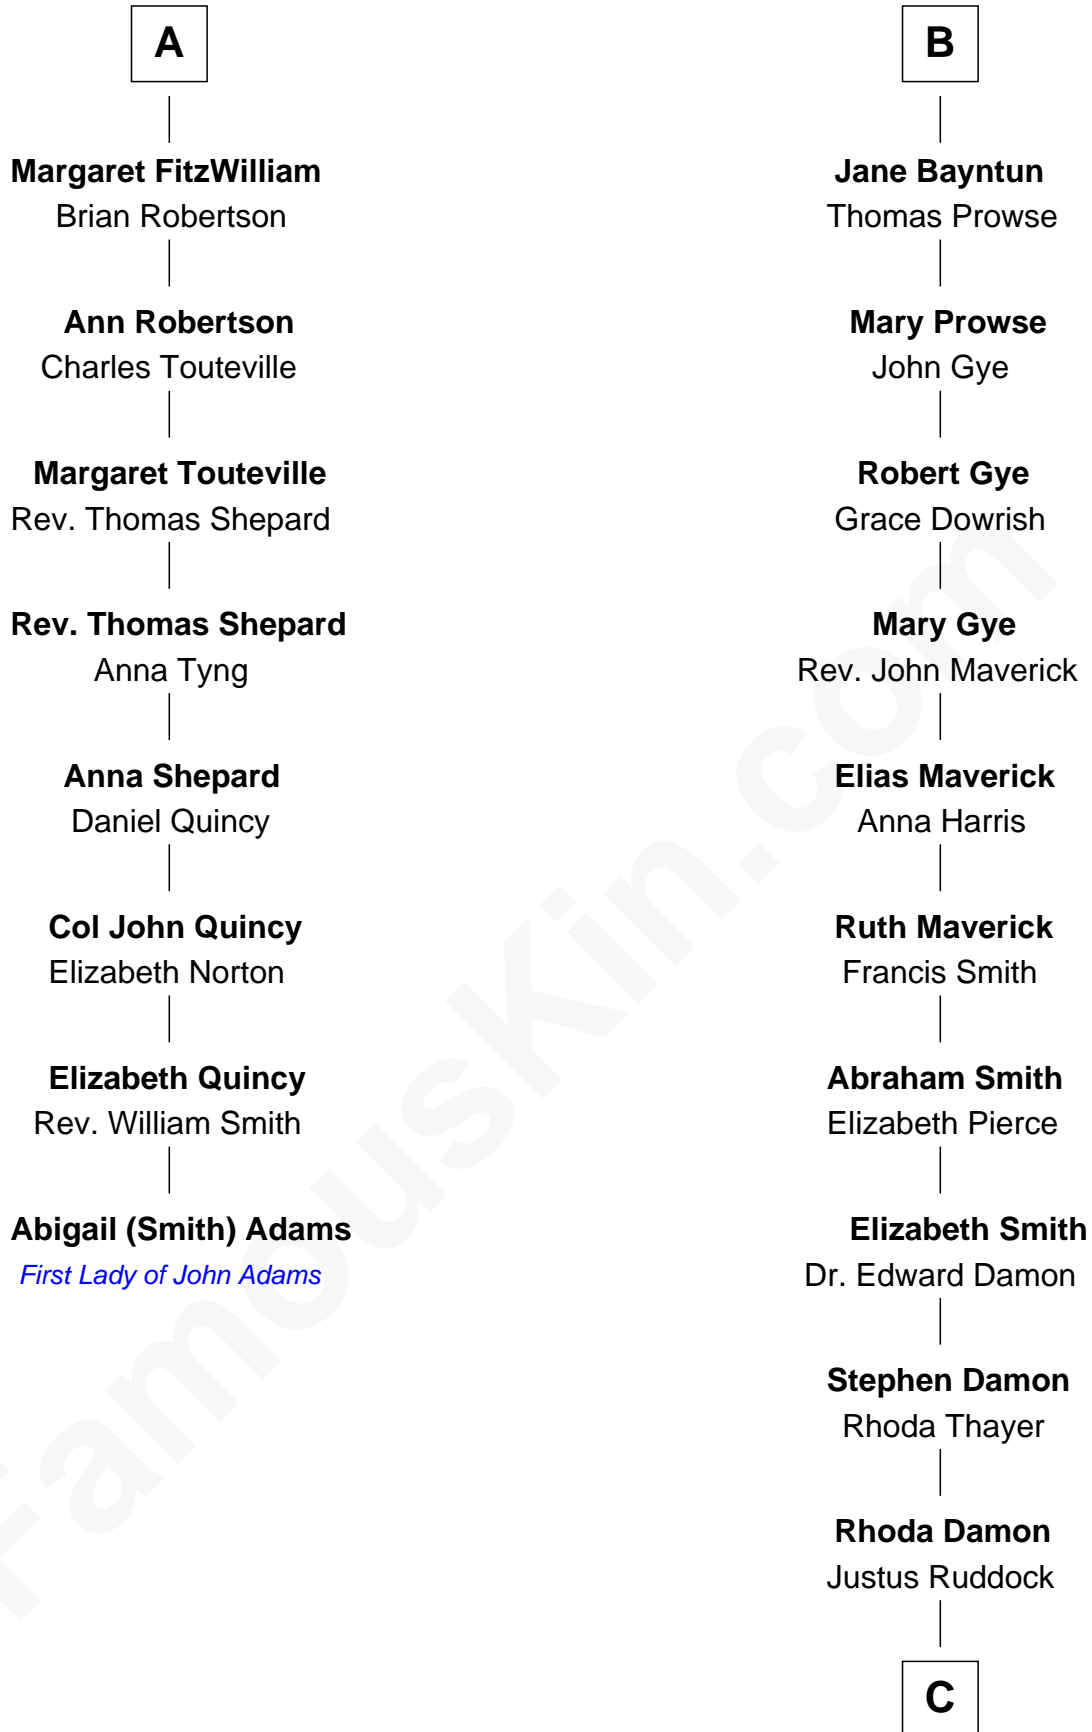 A
Margaret FitzWilliam
Brian Robertson
Ann Robertson
Charles Touteville
Margaret Touteville
Rev. Thomas Shepard
Rev. Thomas Shepard
Anna Tyng
Anna Shepard
Daniel Quincy
Col John Quincy
Elizabeth Norton
Elizabeth Quincy
Rev. William Smith
Abigail (Smith) Adams
First Lady of John Adams
B
Jane Bayntun
Thomas Prowse
Mary Prowse
John Gye
Robert Gye
Grace Dowrish
Mary Gye
Rev. John Maverick
Elias Maverick
Anna Harris
Ruth Maverick
Francis Smith
Abraham Smith
Elizabeth Pierce
Elizabeth Smith
Dr. Edward Damon
Stephen Damon
Rhoda Thayer
Rhoda Damon
Justus Ruddock
C
FamousKin.com